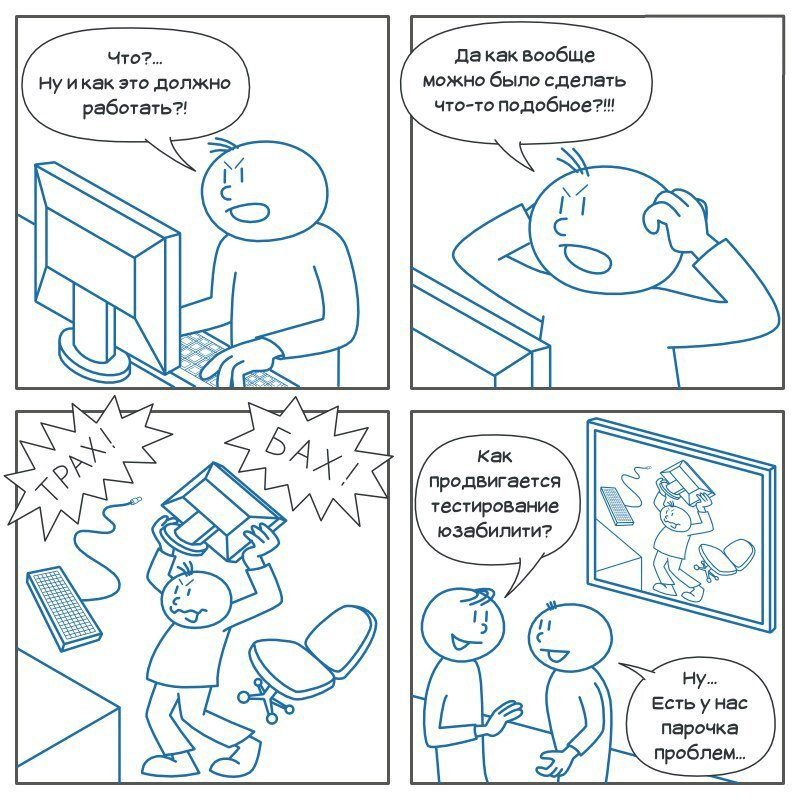 Что?...
Ну и как это должно
работать?!
Да как вообще
можно было сделать
что-то подобное?!!!
ТРАХ!
БАХ!
Как
продвигается
тестирование
юзабилити?
Ну...
Есть у нас
парочка
проблем...